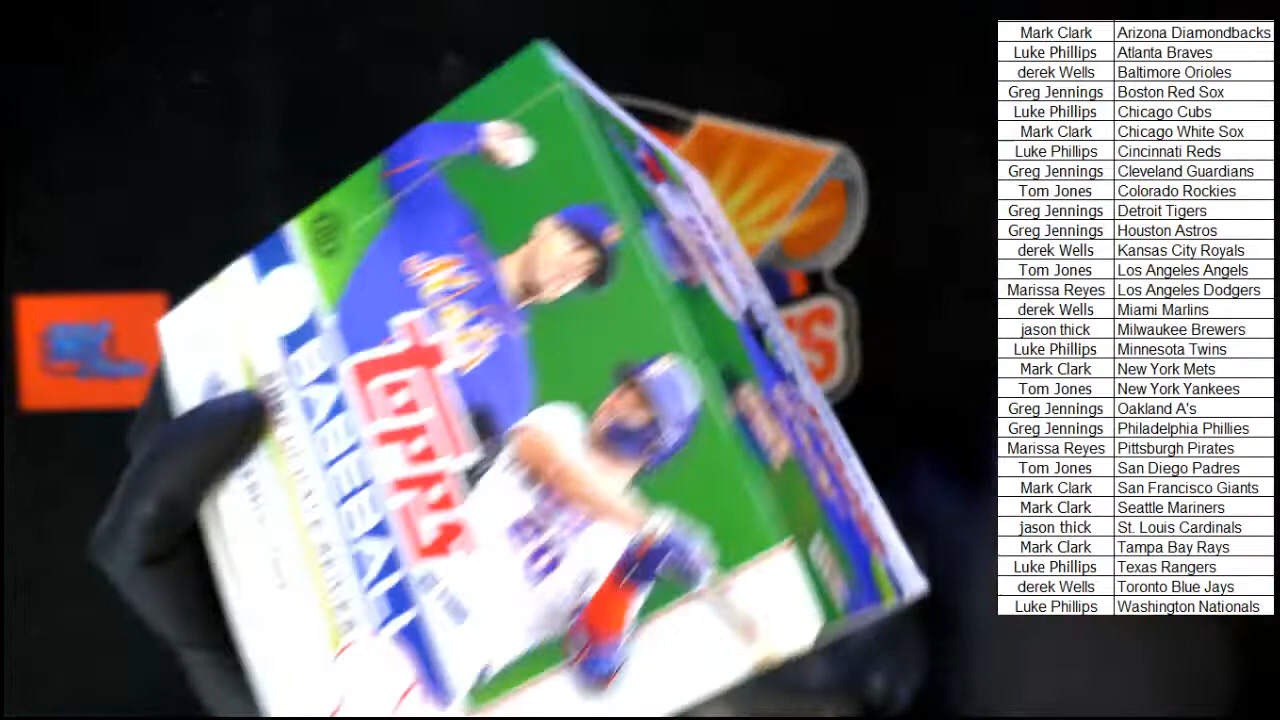 Mets
Topps
BASEBALL
Mark Clark Arizona Diamondbacks
Luke Phillips Atlanta Braves
derek Wells Baltimore Orioles
Greg Jennings Boston Red Sox
Luke Phillips Chicago Cubs
Mark Clark Chicago White Sox
Luke Phillips Cincinnati Reds
Greg Jennings Cleveland Guardians
Tom Jones Colorado Rockies
Greg Jennings Detroit Tigers
Greg Jennings Houston Astros
derek Wells Kansas City Royals
Tom Jones Los Angeles Angels
Marissa Reyes Los Angeles Dodgers
derek Wells Miami Marlins
jason thick Milwaukee Brewers
Luke Phillips Minnesota Twins
Mark Clark New York Mets
Tom Jones New York Yankees
Greg Jennings Oakland A's
Greg Jennings Philadelphia Phillies
Marissa Reyes Pittsburgh Pirates
Tom Jones San Diego Padres
Mark Clark San Francisco Giants
Mark Clark Seattle Mariners
jason thick St. Louis Cardinals
Mark Clark Tampa Bay Rays
Luke Phillips Texas Rangers
derek Wells Toronto Blue Jays
Luke Phillips Washington Nationals